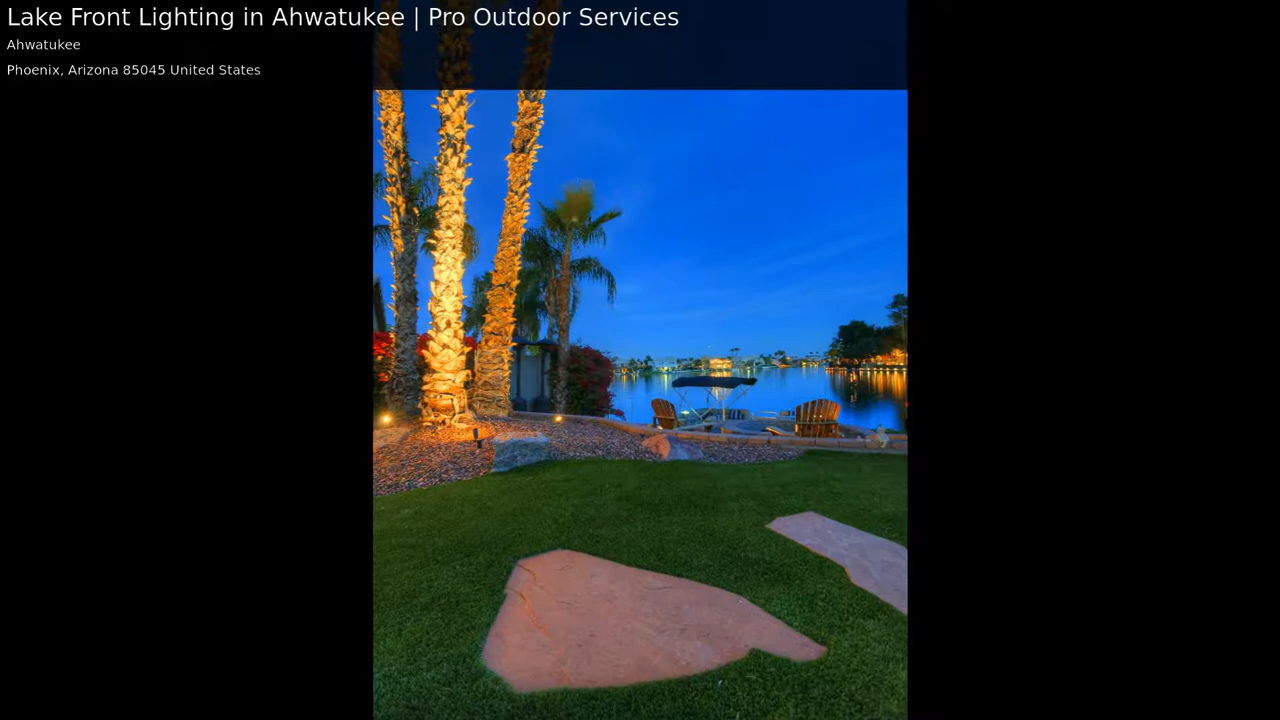 Lake Front Lighting in Ahwatukee | Pro Outdoor Services
Ahwatukee
Phoenix, Arizona 85045 United States